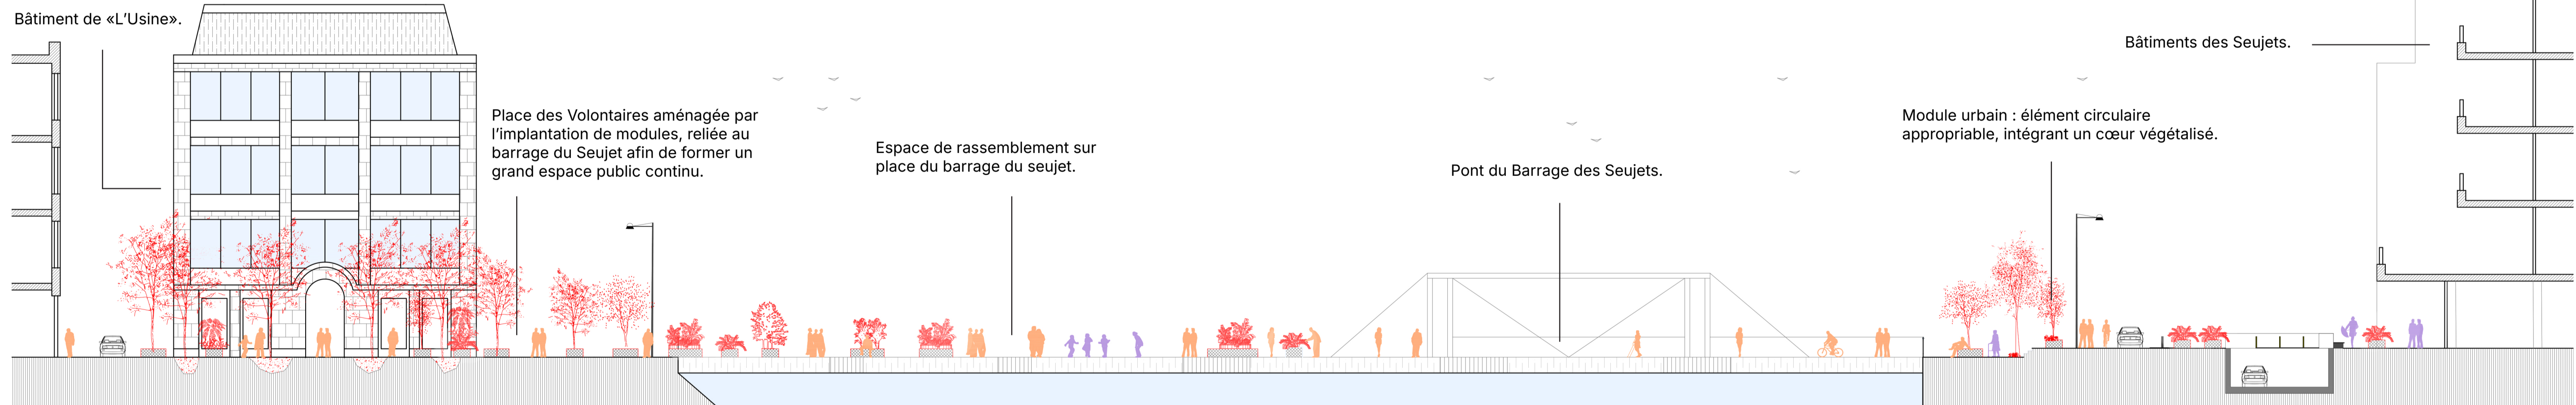 Bâtiment de «L’Usine».
Place des Volontaires aménagée par
l’implantation de modules, reliée au
barrage du Seujet afin de former un
grand espace public continu.
Espace de rassemblement sur
place du barrage du seujet.
Pont du Barrage des Seujets.
Module urbain : élément circulaire
appropriable, intégrant un cœur végétalisé.
Bâtiments des Seujets.